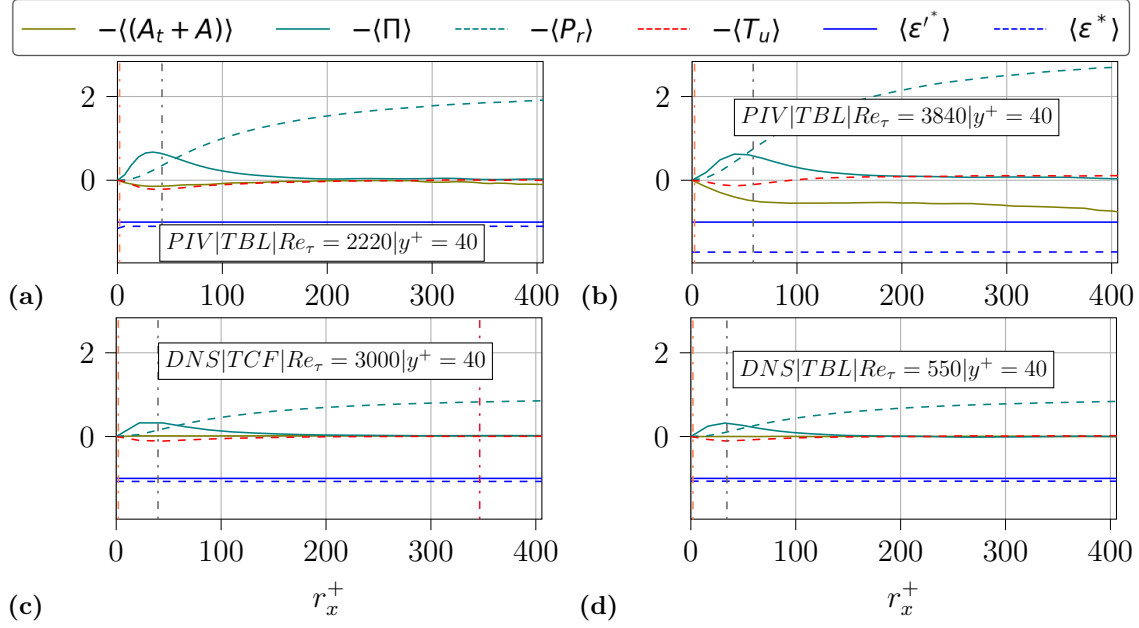 −⟨(A_t + A)⟩ −⟨Π⟩ −⟨P_r⟩ −⟨T_u⟩ ⟨ε′*⟩ ⟨ε*⟩
2
0
PIV|TBL|Re_τ = 2220|y⁺ = 40
0 100 200 300 400
(a)
2
0
PIV|TBL|Re_τ = 3840|y⁺ = 40
0 100 200 300 400
(b)
2
0
DNS|TCF|Re_τ = 3000|y⁺ = 40
0 100 200 300 400
(c)
r_x^+
2
0
DNS|TBL|Re_τ = 550|y⁺ = 40
0 100 200 300 400
(d)
r_x^+